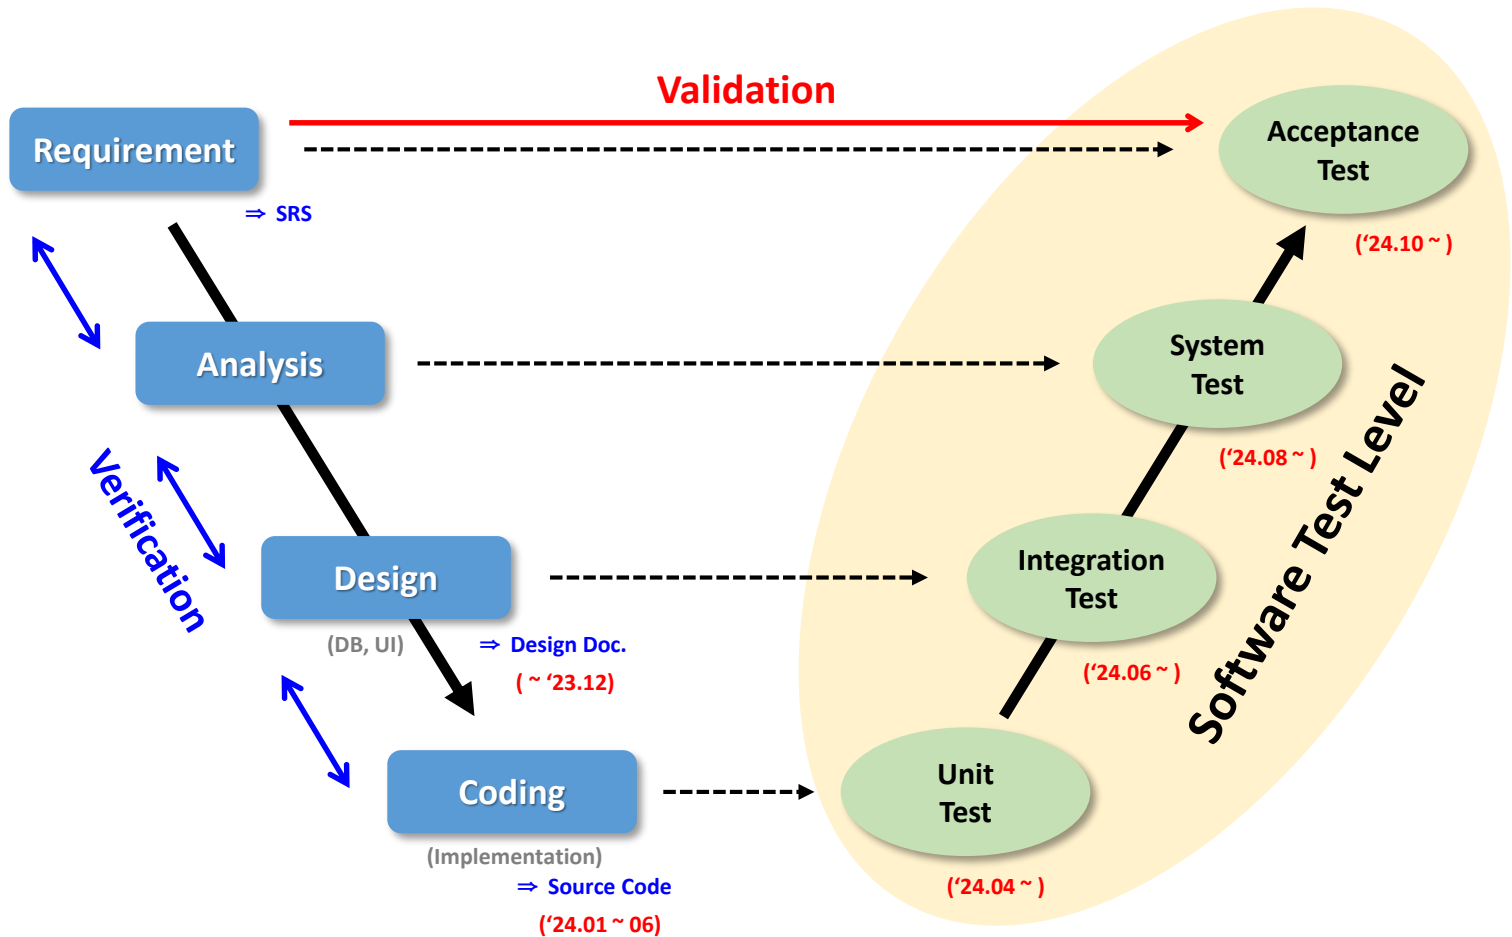 Validation
Requirement
Acceptance
Test
⇒ SRS
(‘24.10 ~ )
Analysis
System
Test
(‘24.08 ~ )
Verification
Software Test Level
Design
Integration
Test
(DB, UI)
⇒ Design Doc.
( ~ ‘23.12)
(‘24.06 ~ )
Coding
Unit
Test
(Implementation)
⇒ Source Code
(‘24.01 ~ 06)
(‘24.04 ~ )